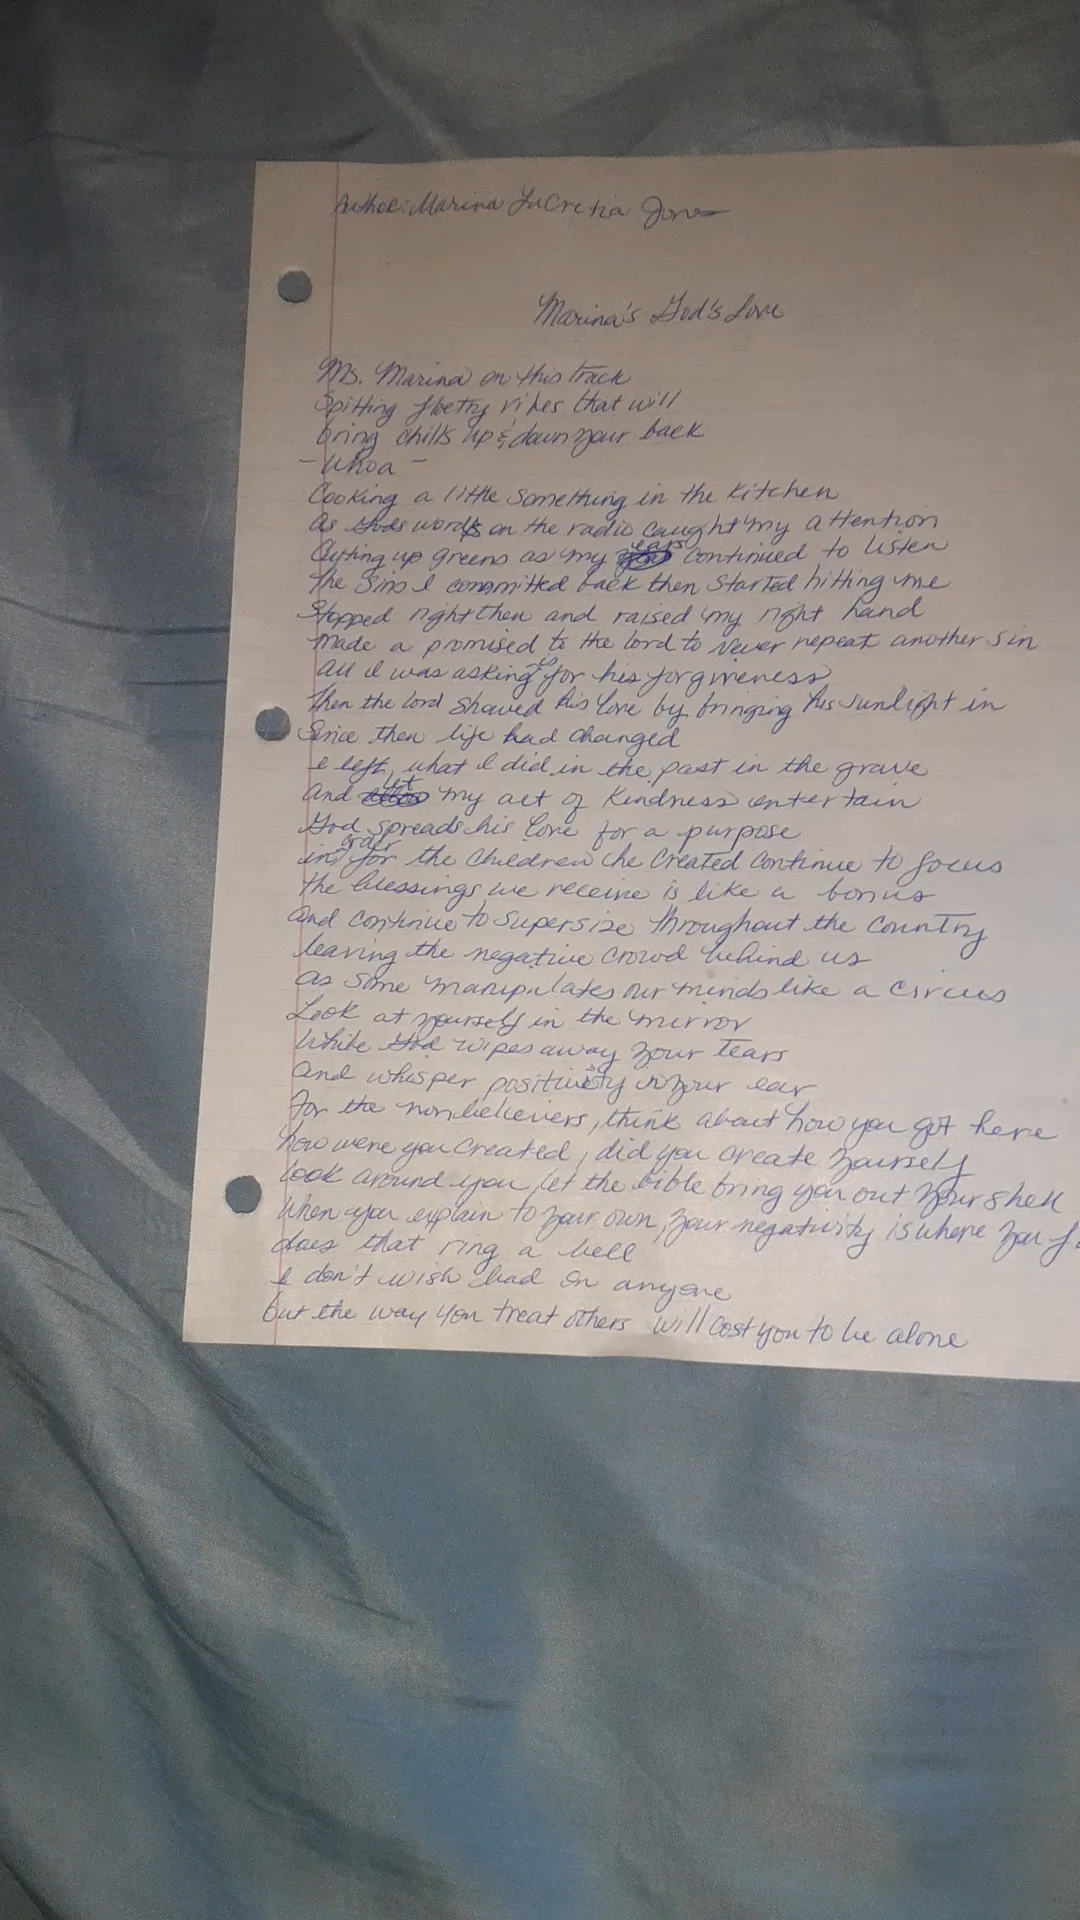 Author: Marina LaCretia Jones
Marina's God's Love
Ms. Marina on this track
Spitting floetry vibes that will
bring chills up & down your back
- Whoa -
Cooking a little something in the kitchen
As Gods words on the radio caught my attention
Cutting up greens as my ears continued to listen
The sins I committed back then started hitting me
Stopped right then and raised my right hand
made a promised to the lord to never repeat another sin
All I was asking is for his forgiveness
Then the lord showed his love by bringing his sunlight in
Since then life had changed
I left what I did in the past in the grave
And let my act of kindness entertain
God spreads his love for a purpose
in order for the children he created continue to focus
The blessings we receive is like a bonus
and continue to supersize throughout the country
leaving the negative crowd behind us
as some manipulates our minds like a circus
Look at yourself in the mirror
While God wipes away your tears
And whisper positivity in your ear
For the nonbelievers, think about how you got here
how were you created, did you create yourself
look around you, let the bible bring you out your shell
When you explain to your own, your negativity is where you
does that ring a bell
I don't wish bad on anyone
but the way you treat others will cost you to be alone